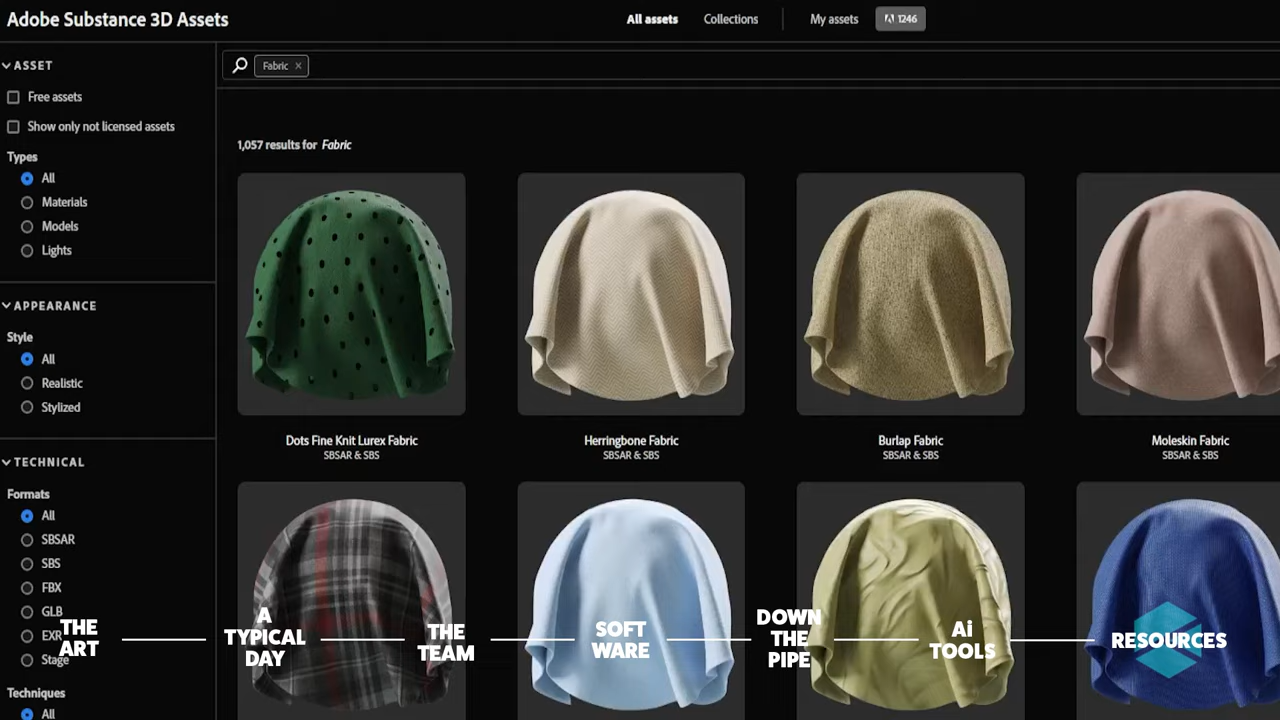 Adobe Substance 3D Assets
All assets
Collections
My assets
1246
ASSET
Free assets
Show only not licensed assets
Types
All
Materials
Models
Lights
APPEARANCE
Style
All
Realistic
Stylized
TECHNICAL
Formats
All
SBSAR
SBS
FBX
GLB
EXR
Stage
Techniques
All
Fabric ×
1,057 results for Fabric
Dots Fine Knit Lurex Fabric
SBSAR & SBS
Herringbone Fabric
SBSAR & SBS
Burlap Fabric
SBSAR & SBS
Moleskin Fabric
SBSAR & SBS
THE
ART
A
TYPICAL
DAY
THE
TEAM
SOFT
WARE
DOWN
THE
PIPE
Ai
TOOLS
RESOURCES